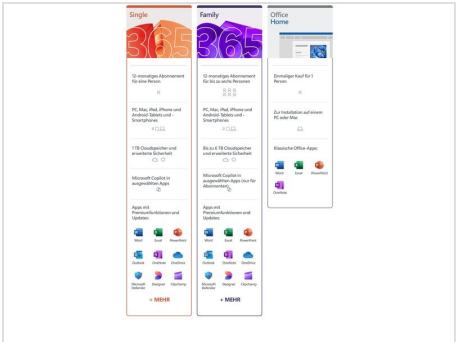 Single
365
12-monatiges Abonnement
für eine Person
PC, Mac, iPad, iPhone und
Android-Tablets und -
Smartphones
1 TB Cloudspeicher und
erweiterte Sicherheit
Microsoft Copilot in
ausgewählten Apps
Apps mit
Premiumfunktionen und
Updates:
Word Excel PowerPoint
Outlook OneNote OneDrive
Microsoft Defender Designer Clipchamp
+ MEHR
Family
365
12-monatiges Abonnement
für bis zu sechs Personen
PC, Mac, iPad, iPhone und
Android-Tablets und -
Smartphones
Bis zu 6 TB Cloudspeicher
und erweiterte Sicherheit
Microsoft Copilot in
ausgewählten Apps (nur für
Abonnenten)
Apps mit
Premiumfunktionen und
Updates:
Word Excel PowerPoint
Outlook OneNote OneDrive
Microsoft Defender Designer Clipchamp
+ MEHR
Office
Home
Einmaliger Kauf für 1
Person
Zur Installation auf einem
PC oder Mac
Klassische Office-Apps:
Word Excel PowerPoint
OneNote